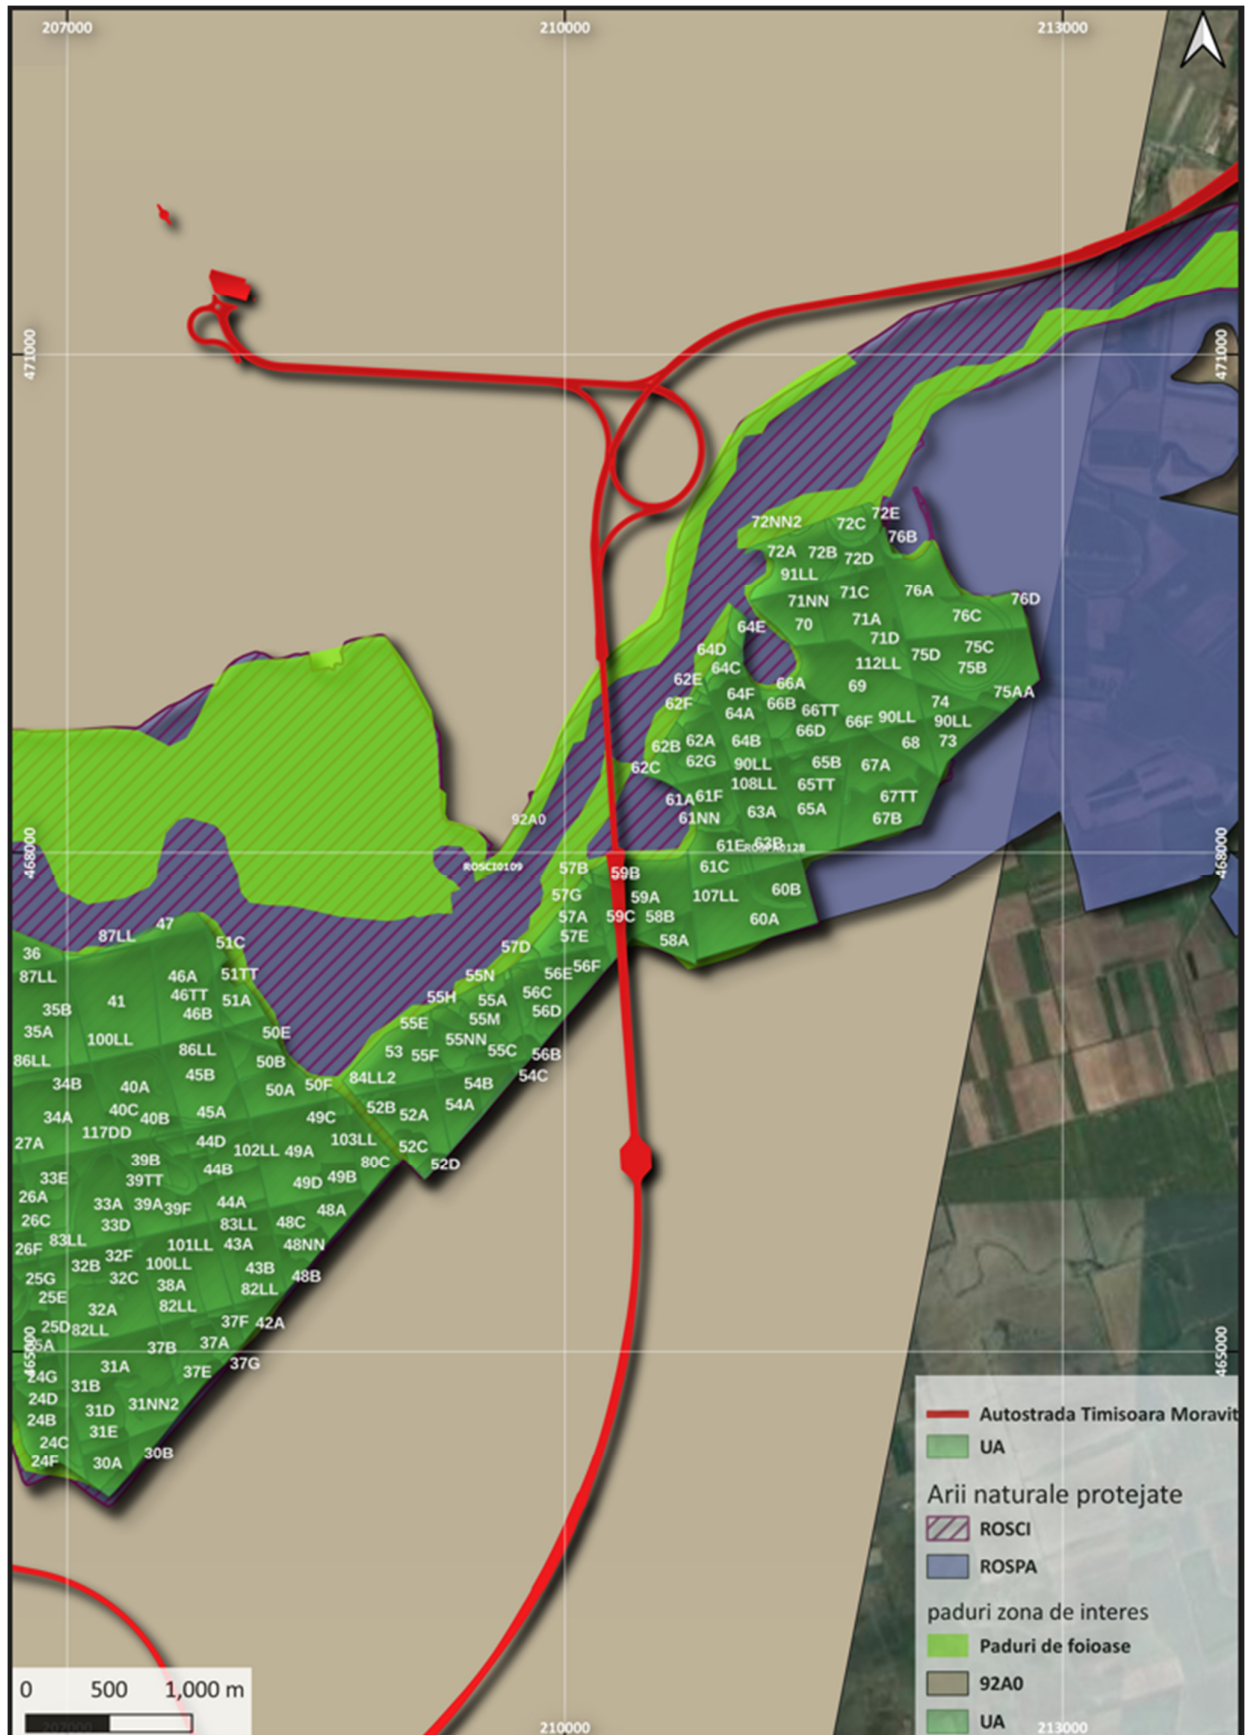 207000
210000
213000
471000
471000
72NN2
72C
72E
76B
72A
72B
72D
91LL
71C
76A
71NN
76D
70
71A
76C
64E
71D
75C
64D
112LL
75D
75B
64C
62E
66A
69
75AA
64F
62F
66B
74
64A
66TT
66F
90LL
90LL
66D
62B
62A
64B
68
73
62C
62G
90LL
65B
67A
108LL
65TT
61A
61F
67TT
61NN
63A
65A
67B
92A0
468000
468000
61E
63B
ROSPA0128
ROSCI0109
57B
59B
61C
57G
59A
107LL
60B
57A
59C
58B
60A
47
87LL
51C
57E
58A
57D
36
87LL
46A
51TT
55N
56E
56F
46TT
51A
55H
55A
56C
35B
41
46B
55M
56D
35A
55E
50E
100LL
86LL
53
55F
55NN
55C
56B
86LL
50B
34B
40A
45B
50A
50F
84LL2
54B
54C
40C
40B
45A
49C
52B
52A
54A
34A
117DD
27A
44D
102LL
49A
103LL
52C
39B
44B
80C
52D
33E
39TT
49D
49B
26A
33A
39A
39F
44A
48A
26C
33D
83LL
48C
83LL
26F
32F
101LL
43A
48NN
32B
100LL
43B
25G
32C
38A
82LL
48B
25E
32A
82LL
25D
82LL
37F
42A
465000
465000
37B
37A
31A
37E
37G
24G
31B
24D
31D
31NN2
24B
31E
24C
30B
24F
30A
Autostrada Timisoara Moravit
UA
Arii naturale protejate
ROSCI
ROSPA
paduri zona de interes
Paduri de foioase
92A0
UA
0 500 1,000 m
207000
210000
213000